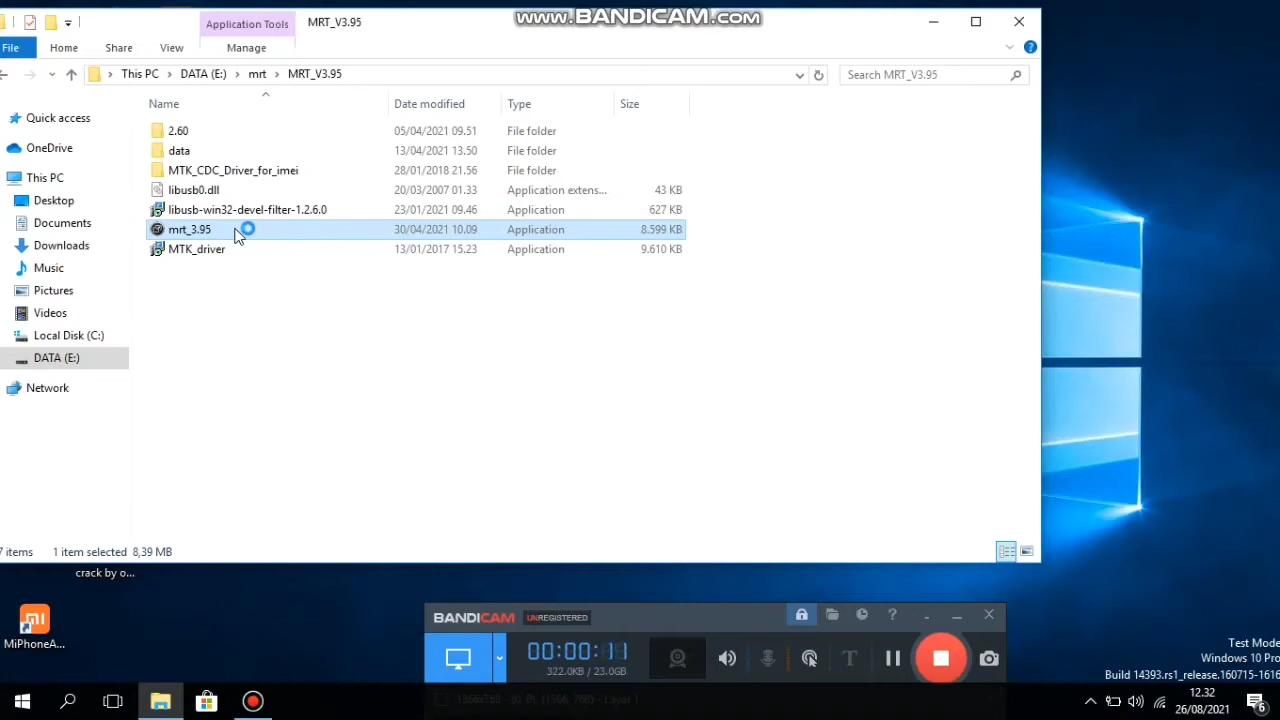 www.BANDICAM.com
Application Tools
MRT_V3.95
File
Home
Share
View
Manage
This PC
DATA (E:)
mrt
MRT_V3.95
Search MRT_V3.95
Name
Date modified
Type
Size
Quick access
OneDrive
This PC
Desktop
Documents
Downloads
Music
Pictures
Videos
Local Disk (C:)
DATA (E:)
Network
2.60 05/04/2021 09.51 File folder
data 13/04/2021 13.50 File folder
MTK_CDC_Driver_for_imei 28/01/2018 21.56 File folder
libusb0.dll 20/03/2007 01.33 Application extens... 43 KB
libusb-win32-devel-filter-1.2.6.0 23/01/2021 09.46 Application 627 KB
mrt_3.95 30/04/2021 10.09 Application 8.599 KB
MTK_driver 13/01/2017 15.23 Application 9.610 KB
7 items 1 item selected 8,39 MB
crack by o...
MiPhoneA...
BANDICAM UNREGISTERED
00:00:11
322.0KB / 23.0GB
Test Mode
Windows 10 Pro
Build 14393.rs1_release.160715-1616
12.32
26/08/2021
6